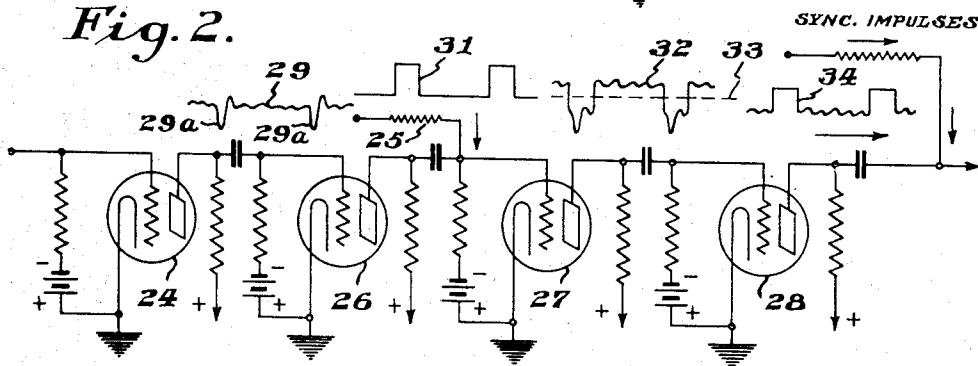 Fig. 2.
SYNC. IMPULSES
29
31
32
33
34
29a
29a
25
24
26
27
28
- + +
- + +
- + +
- + +